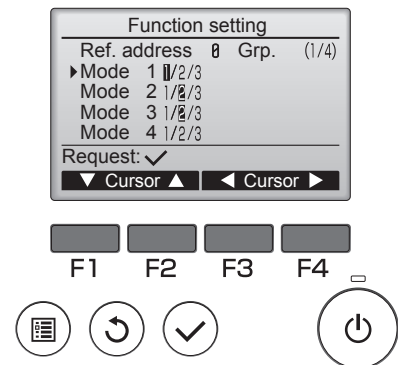 Function setting
Ref. address 0 Grp. (1/4)
Mode 1 1/2/3
Mode 2 1/2/3
Mode 3 1/2/3
Mode 4 1/2/3
Request: ✓
▼ Cursor ▲ ◀ Cursor ▶
F1 F2 F3 F4